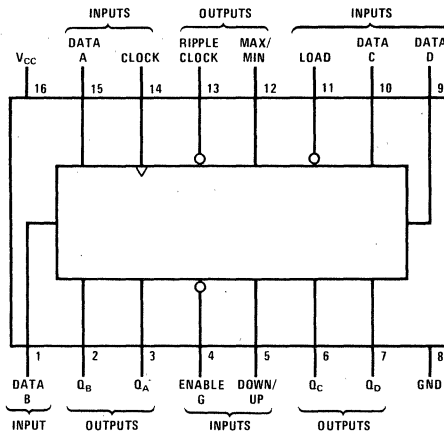 INPUTS OUTPUTS INPUTS
DATA RIPPLE MAX/ DATA DATA
VCC A CLOCK CLOCK MIN LOAD C D
16 15 14 13 12 11 10 9
1 2 3 4 5 6 7 8
DATA QB QA ENABLE DOWN/ QC QD GND
B G UP
INPUT OUTPUTS INPUTS OUTPUTS